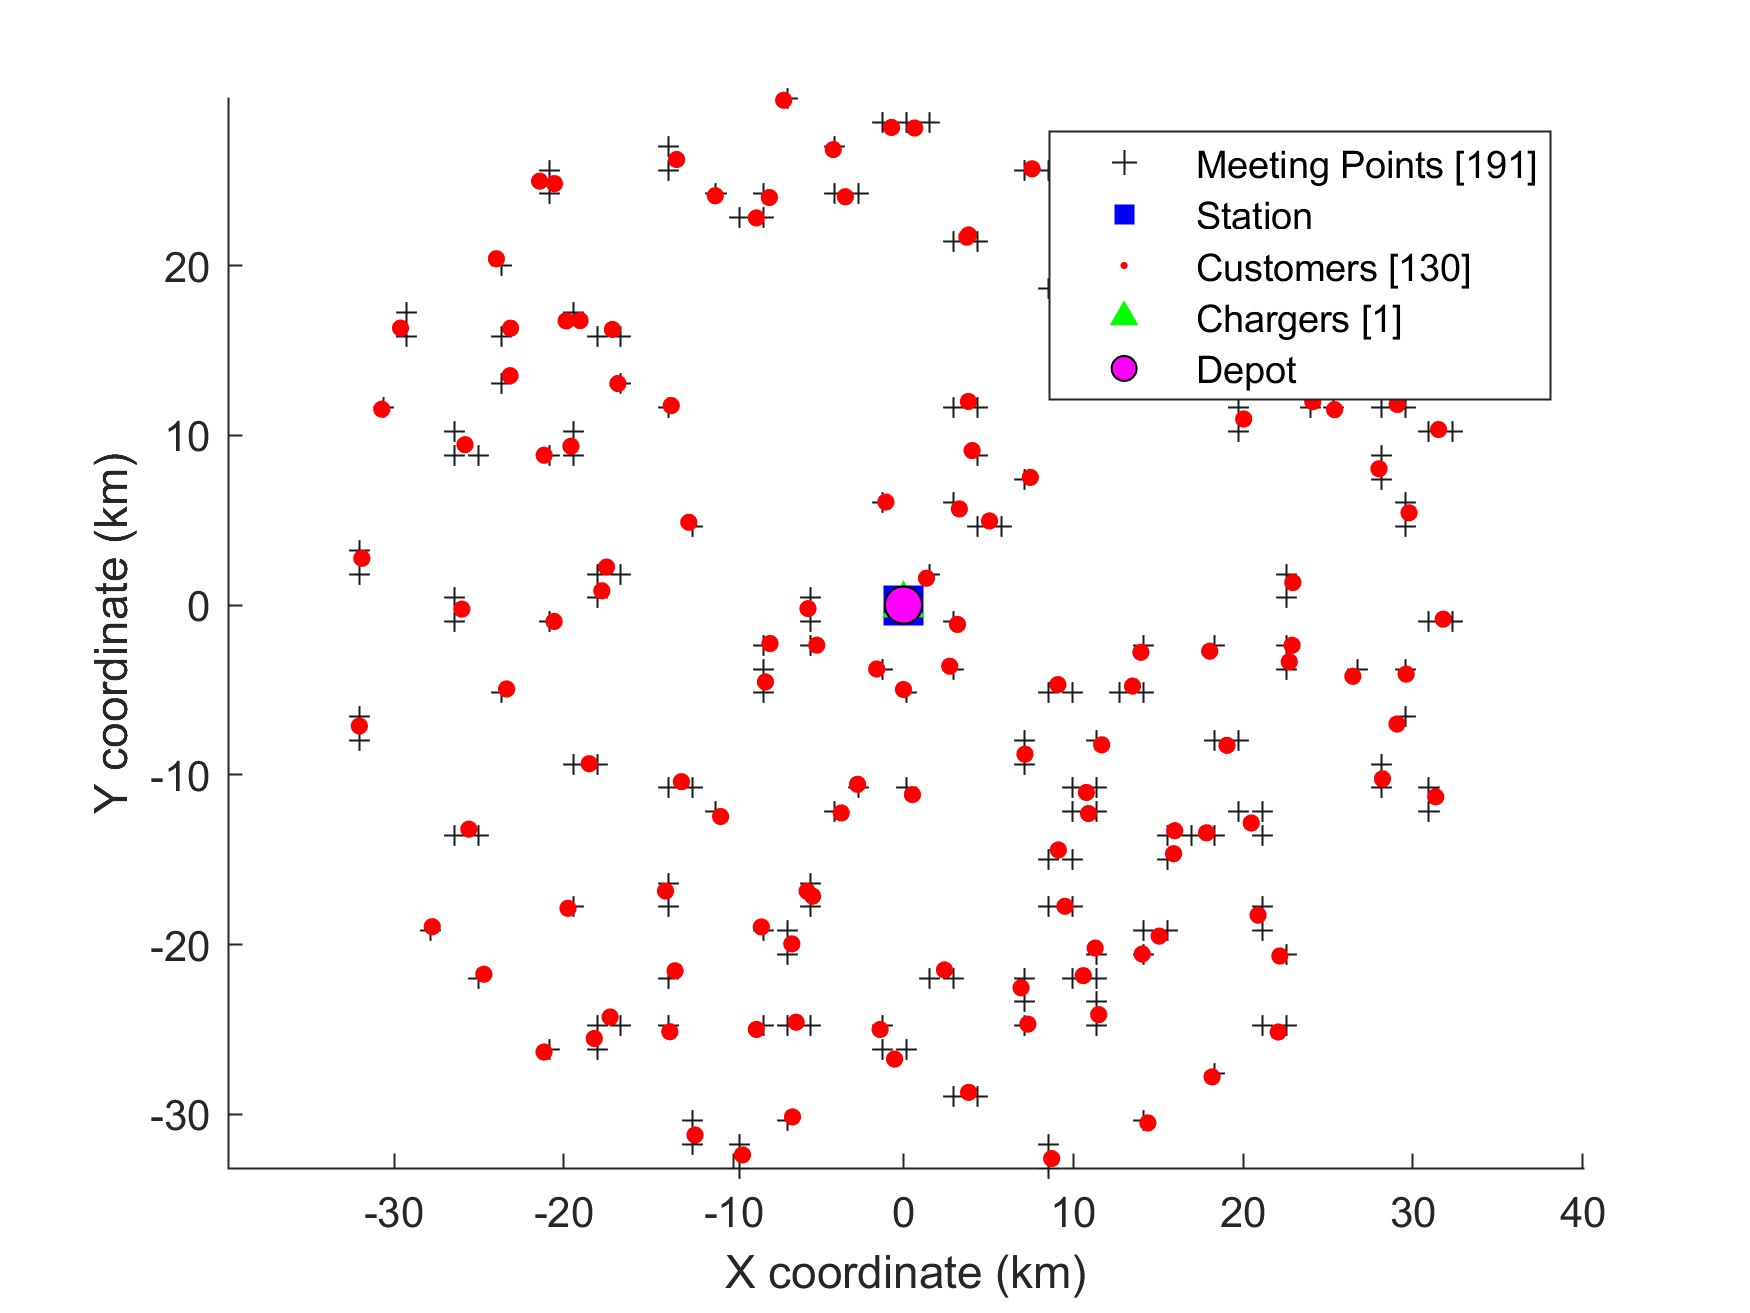 Meeting Points [191]
Station
Customers [130]
Chargers [1]
Depot
20
10
0
-10
-20
-30
Y coordinate (km)
-30 -20 -10 0 10 20 30 40
X coordinate (km)